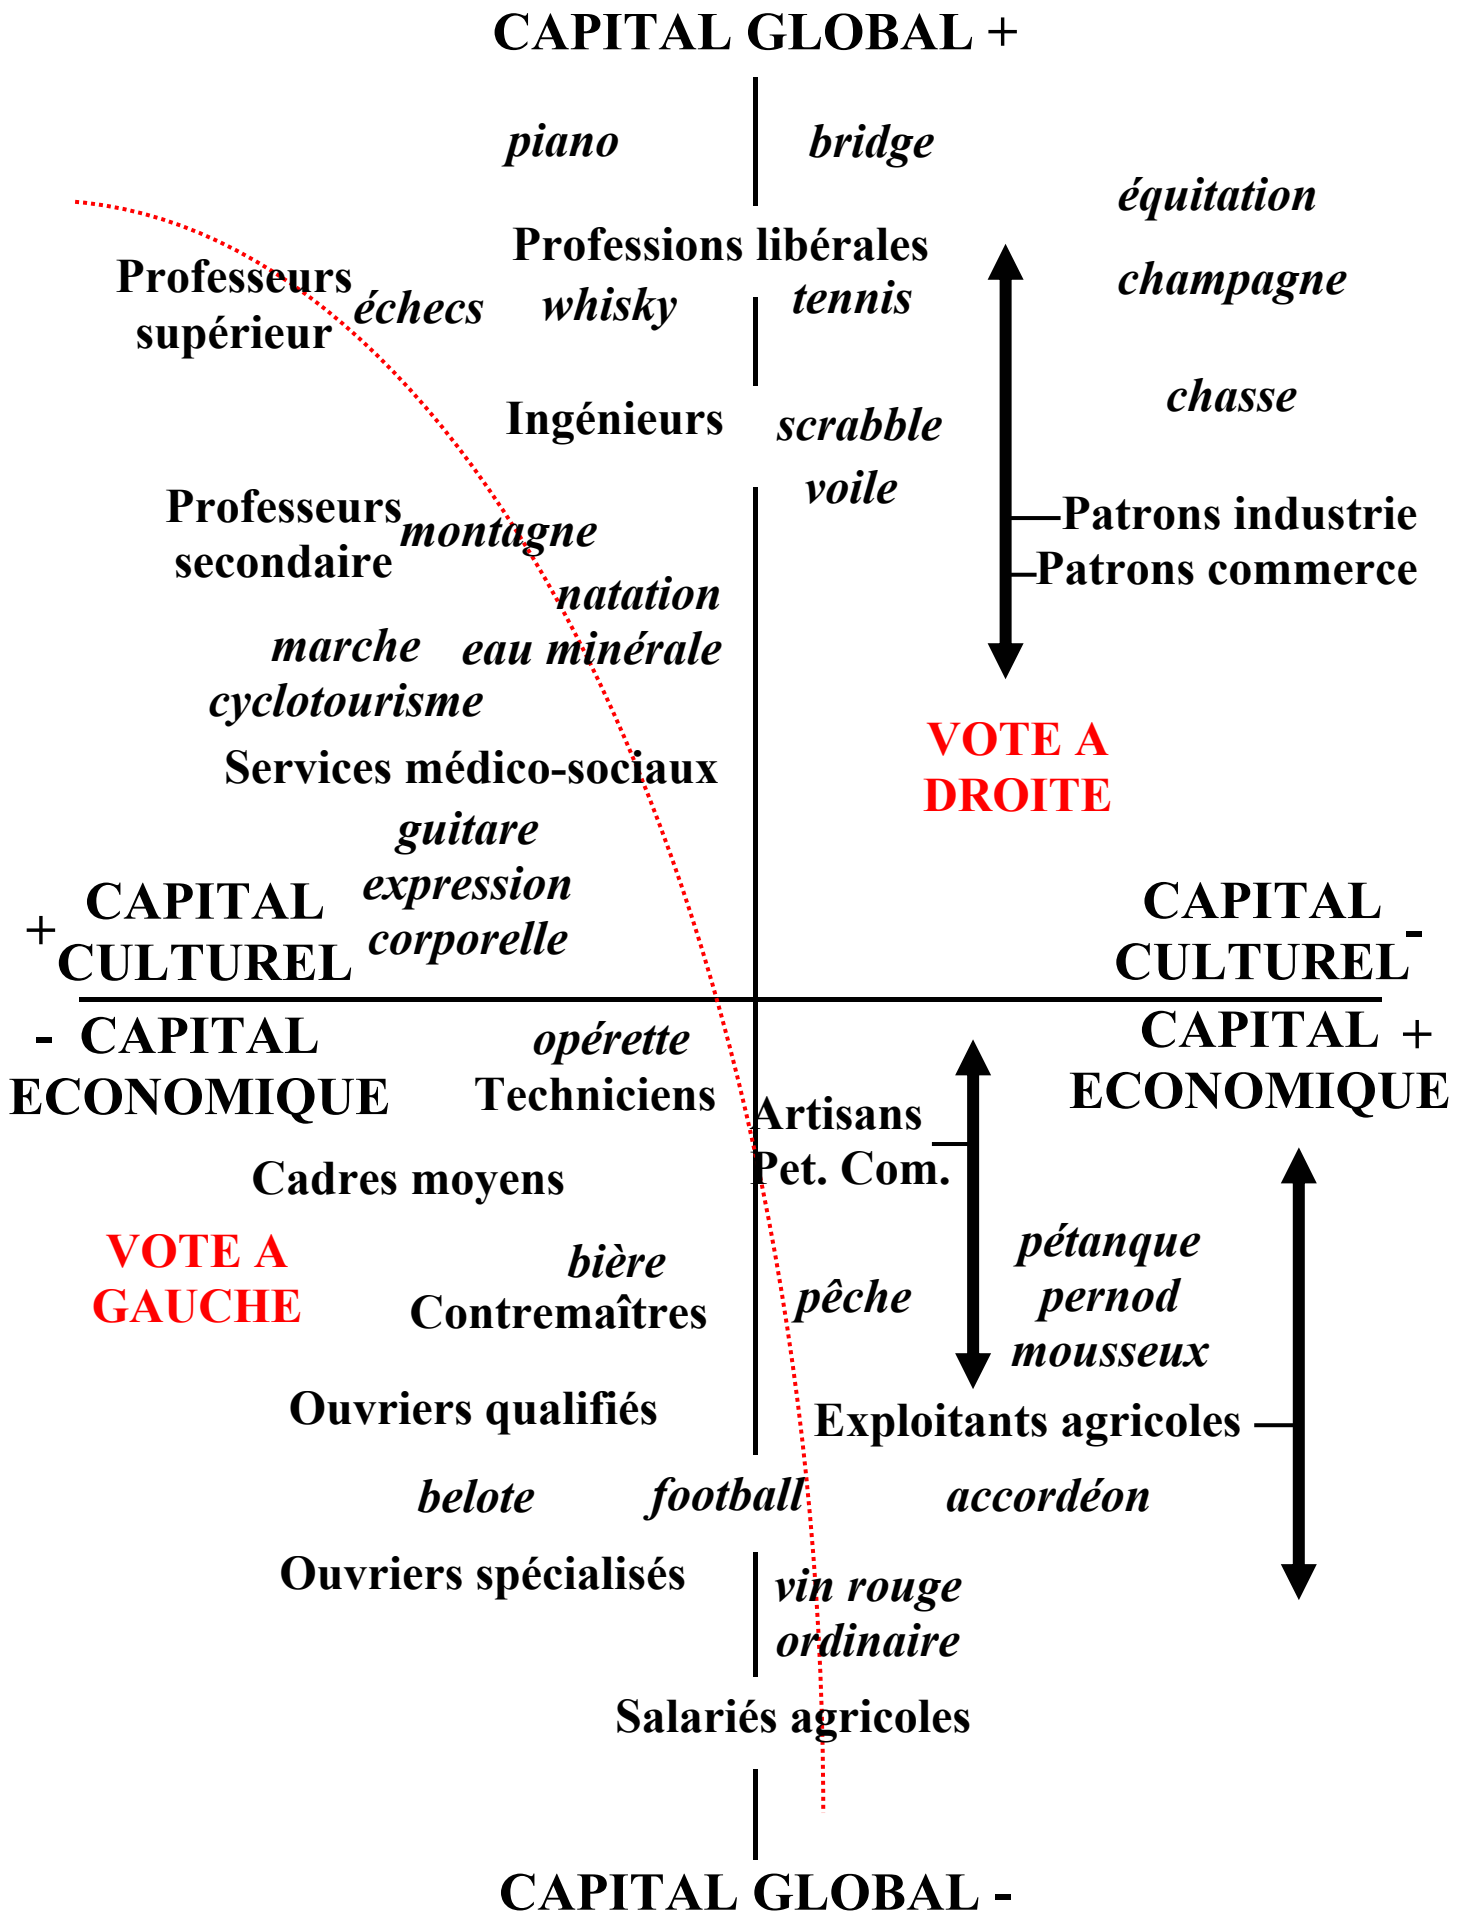 CAPITAL GLOBAL +
piano
bridge
équitation
Professions libérales
Professeurs
supérieur
échecs
whisky
tennis
champagne
Ingénieurs
scrabble
chasse
voile
Professeurs
secondaire
montagne
Patrons industrie
Patrons commerce
natation
marche
eau minérale
cyclotourisme
VOTE A
DROITE
Services médico-sociaux
guitare
expression
corporelle
+ CAPITAL
CULTUREL
CAPITAL -
CULTUREL
- CAPITAL
ECONOMIQUE
CAPITAL +
ECONOMIQUE
opérette
Techniciens
Artisans
Pet. Com.
Cadres moyens
VOTE A
GAUCHE
bière
Contremaîtres
pêche
pétanque
pernod
mousseux
Ouvriers qualifiés
Exploitants agricoles
belote
football
accordéon
Ouvriers spécialisés
vin rouge
ordinaire
Salariés agricoles
CAPITAL GLOBAL -